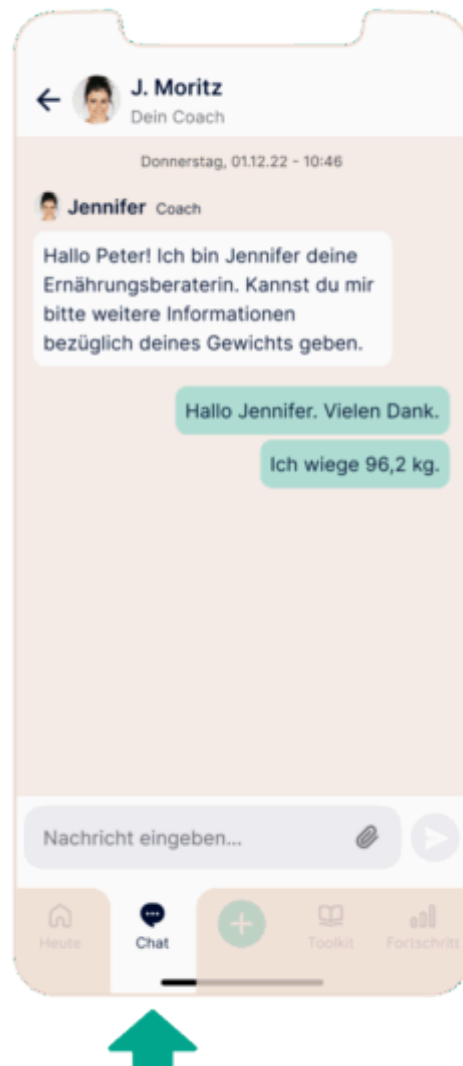 J. Moritz
Dein Coach
Donnerstag, 01.12.22 - 10:46
Jennifer Coach
Hallo Peter! Ich bin Jennifer deine
Ernährungsberaterin. Kannst du mir
bitte weitere Informationen
bezüglich deines Gewichts geben.
Hallo Jennifer. Vielen Dank.
Ich wiege 96,2 kg.
Nachricht eingeben...
Heute Chat Toolkit Fortschritt